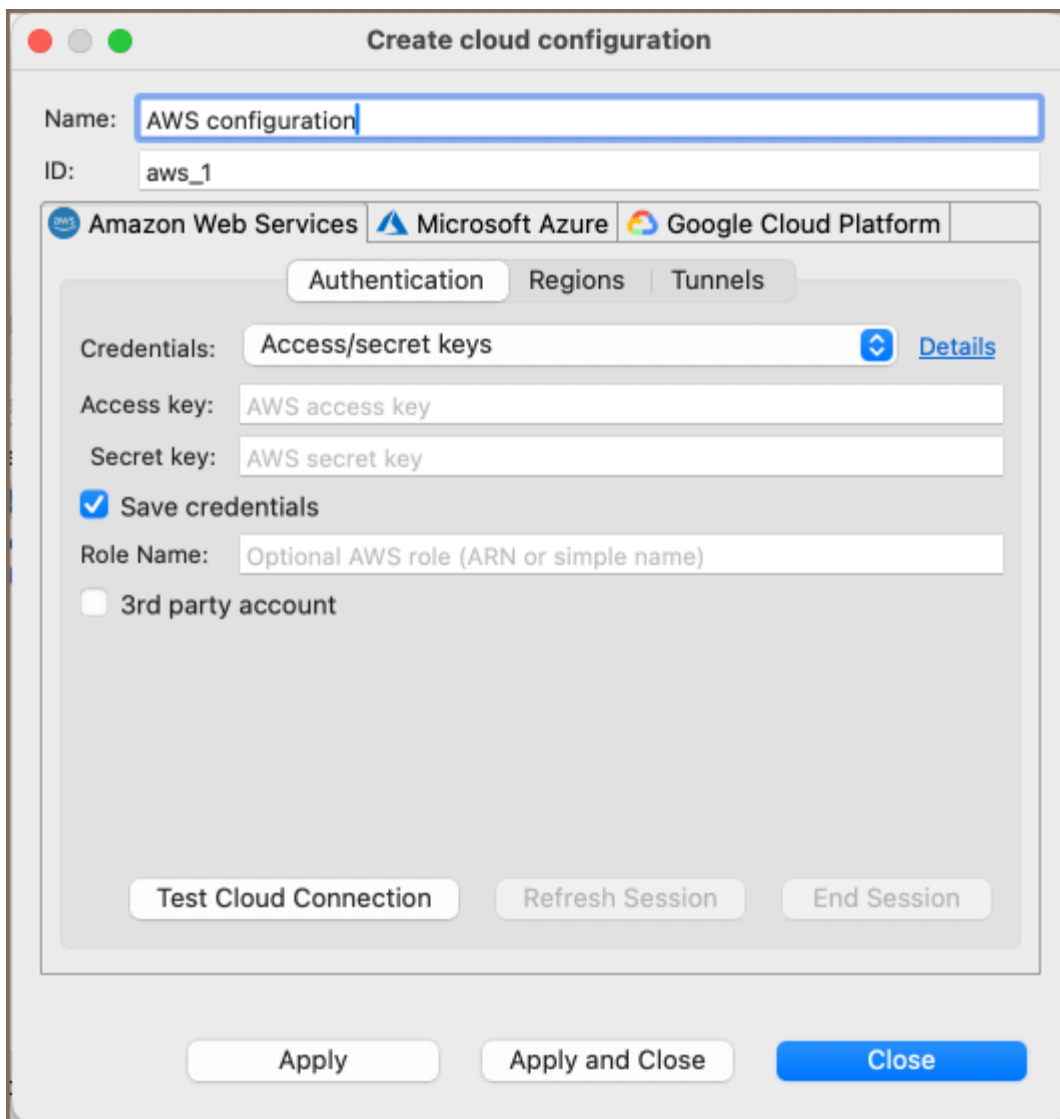 Create cloud configuration
Name: AWS configuration
ID: aws_1
aws Amazon Web Services Microsoft Azure Google Cloud Platform
Authentication Regions Tunnels
Credentials: Access/secret keys Details
Access key: AWS access key
Secret key: AWS secret key
Save credentials
Role Name: Optional AWS role (ARN or simple name)
3rd party account
Test Cloud Connection Refresh Session End Session
Apply Apply and Close Close